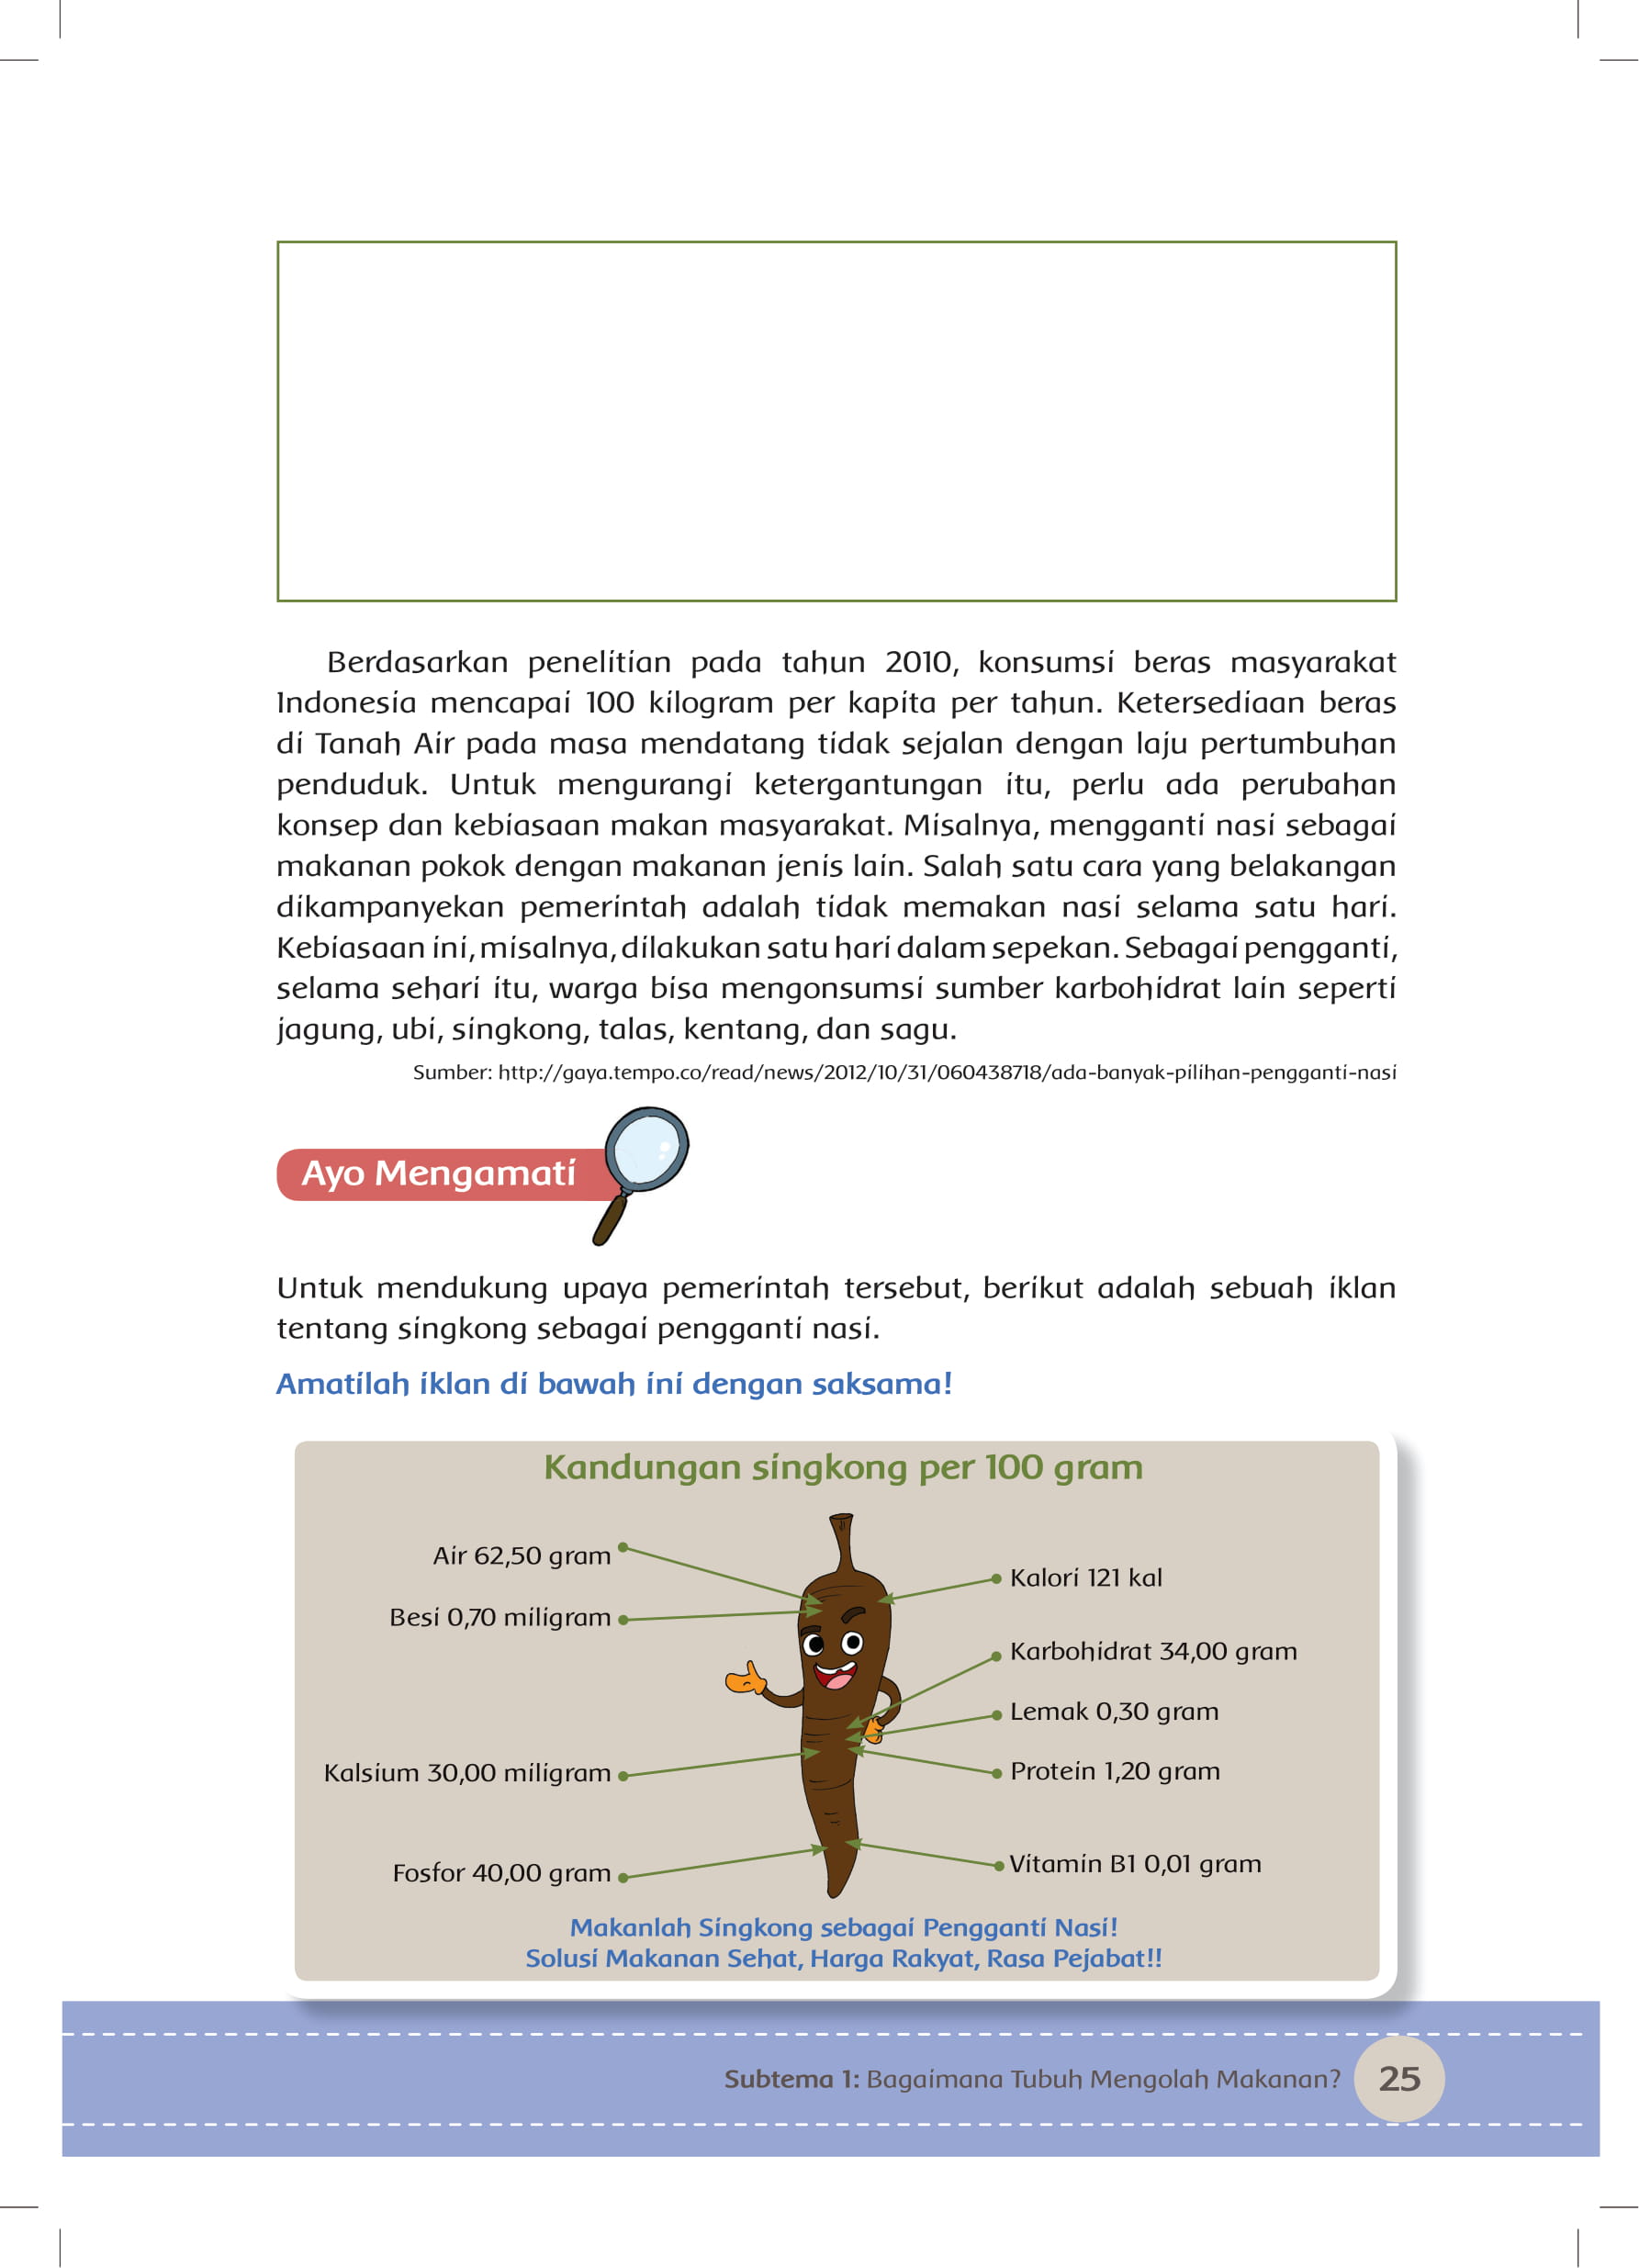 Berdasarkan penelitian pada tahun 2010, konsumsi beras masyarakat
Indonesia mencapai 100 kilogram per kapita per tahun. Ketersediaan beras
di Tanah Air pada masa mendatang tidak sejalan dengan laju pertumbuhan
penduduk. Untuk mengurangi ketergantungan itu, perlu ada perubahan
konsep dan kebiasaan makan masyarakat. Misalnya, mengganti nasi sebagai
makanan pokok dengan makanan jenis lain. Salah satu cara yang belakangan
dikampanyekan pemerintah adalah tidak memakan nasi selama satu hari.
Kebiasaan ini, misalnya, dilakukan satu hari dalam sepekan. Sebagai pengganti,
selama sehari itu, warga bisa mengonsumsi sumber karbohidrat lain seperti
jagung, ubi, singkong, talas, kentang, dan sagu.
Sumber: http://gaya.tempo.co/read/news/2012/10/31/060438718/ada-banyak-pilihan-pengganti-nasi
Ayo Mengamati
Untuk mendukung upaya pemerintah tersebut, berikut adalah sebuah iklan
tentang singkong sebagai pengganti nasi.
Amatilah iklan di bawah ini dengan saksama!
Kandungan singkong per 100 gram
Air 62,50 gram
Kalori 121 kal
Besi 0,70 miligram
Karbohidrat 34,00 gram
Lemak 0,30 gram
Kalsium 30,00 miligram
Protein 1,20 gram
Fosfor 40,00 gram
Vitamin B1 0,01 gram
Makanlah Singkong sebagai Pengganti Nasi!
Solusi Makanan Sehat, Harga Rakyat, Rasa Pejabat!!
Subtema 1: Bagaimana Tubuh Mengolah Makanan?
25